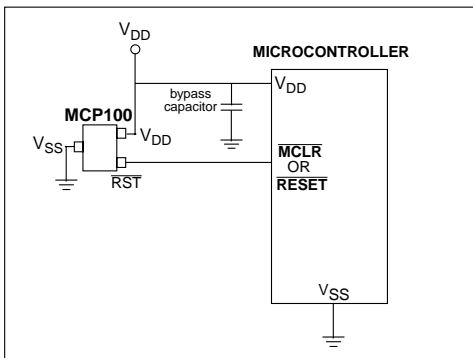 VDD
MICROCONTROLLER
bypass
capacitor
VDD
MCP100
VSS
VDD
RST
MCLR
OR
RESET
VSS